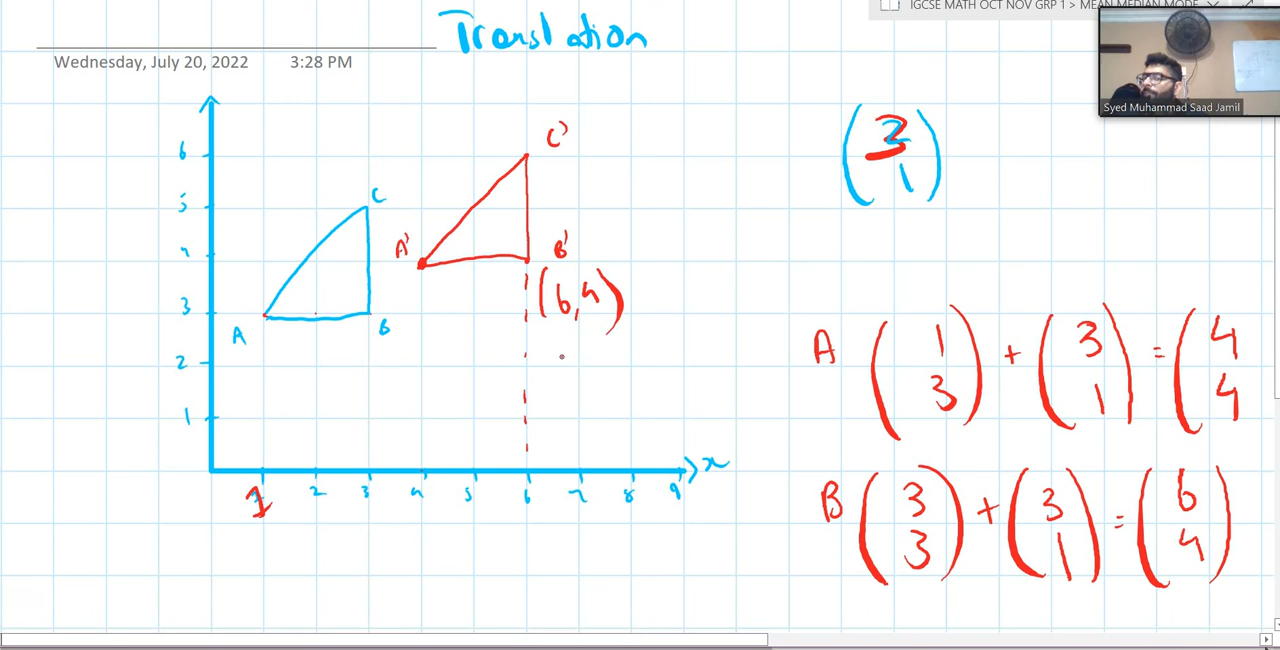 IGCSE MATH OCT NOV GRP 1 > MEAN MEDIAN MODE
Translation
Wednesday, July 20, 2022 3:28 PM
Syed Muhammad Saad Jamil
6
5
4
3
2
1
C
A
B
C'
A'
B'
(6,4)
1 2 3 4 5 6 7 8 9 x
(3
1)
A (1
3) + (3
1) = (4
4
B (3
3) + (3
1) = (6
4)